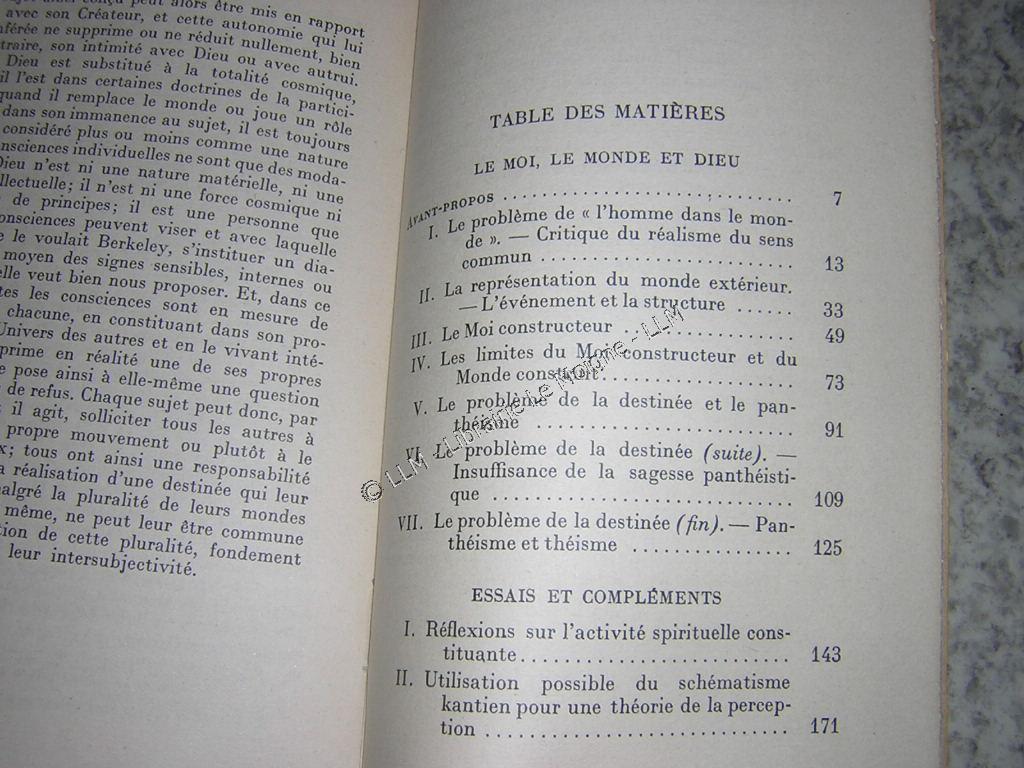 peut alors être mis en rapport
avec son Créateur, et cette autonomie qui lui
ne supprime ou ne réduit nullement, bien
son intimité avec Dieu ou avec autrui.
Dieu est substitué à la totalité cosmique,
il l'est dans certaines doctrines de la partici-
quand il remplace le monde ou joue un rôle
dans son immanence au sujet, il est toujours
considéré plus ou moins comme une nature
individuelles ne sont que des moda-
n'est ni une nature matérielle, ni une
il n'est ni une force cosmique ni
de principes; il est une personne que
peuvent viser et avec laquelle
le voulait Berkeley, s'instituer un dia-
moyen des signes sensibles, internes ou
elle veut bien nous proposer. Et, dans ce
les consciences sont en mesure de
chacune, en constituant dans son pro-
Univers des autres et en le vivant inté-
en réalité une de ses propres
pose ainsi à elle-même une question
de refus. Chaque sujet peut donc, par
il agit, solliciter tous les autres à
propre mouvement ou plutôt à le
tous ont ainsi une responsabilité
réalisation d'une destinée qui leur
malgré la pluralité de leurs mondes
même, ne peut leur être commune
de cette pluralité, fondement
leur intersubjectivité.
TABLE DES MATIÈRES
LE MOI, LE MONDE ET DIEU
AVANT-PROPOS . . . . . . . . . . . . . . . . . . . . . . . . 7
I. Le problème de « l'homme dans le mon-
de ». — Critique du réalisme du sens
commun . . . . . . . . . . . . . . . . . . . . . . . . . 13
II. La représentation du monde extérieur.
— L'événement et la structure . . . . . . 33
III. Le Moi constructeur . . . . . . . . . . . . . . . . . 49
IV. Les limites du Moi constructeur et du
Monde construit . . . . . . . . . . . . . . . . . . . 73
V. Le problème de la destinée et le pan-
théisme . . . . . . . . . . . . . . . . . . . . . . . . . 91
VI. Le problème de la destinée (suite). —
Insuffisance de la sagesse panthéisti-
que . . . . . . . . . . . . . . . . . . . . . . . . . . . . . 109
VII. Le problème de la destinée (fin). — Pan-
théisme et théisme . . . . . . . . . . . . . . . . 125
ESSAIS ET COMPLÉMENTS
I. Réflexions sur l'activité spirituelle cons-
tituante . . . . . . . . . . . . . . . . . . . . . . . . . . 143
II. Utilisation possible du schématisme
kantien pour une théorie de la percep-
tion . . . . . . . . . . . . . . . . . . . . . . . . . . . . . 171
© LLM - Librairie Le Moine - LLM